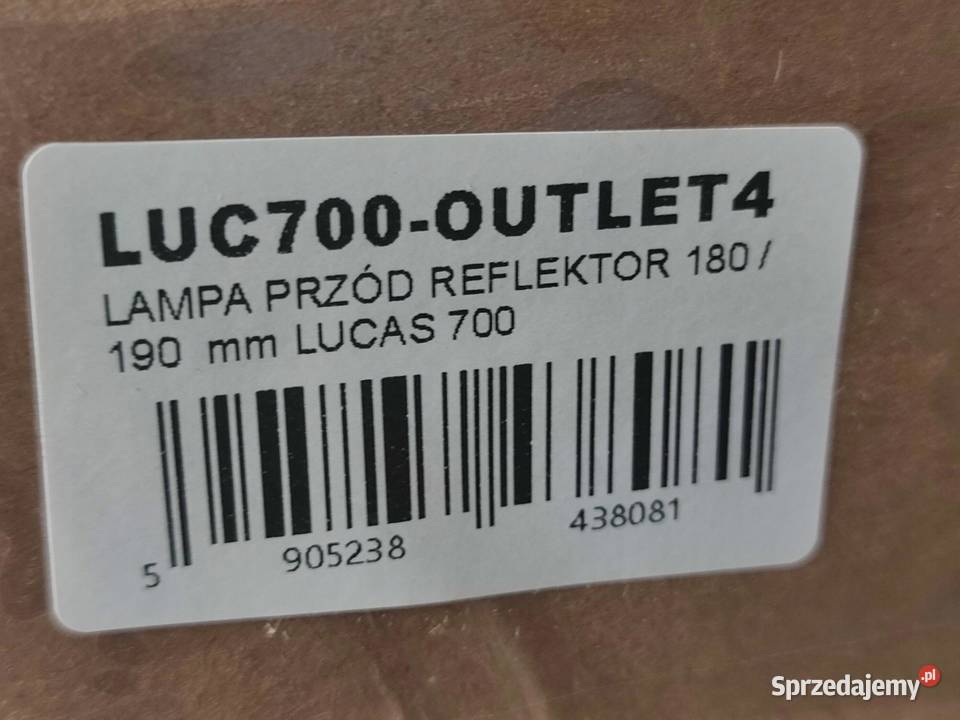 LUC700-OUTLET4
LAMPA PRZÓD REFLEKTOR 180 /
190 mm LUCAS 700
5 905238 438081
Sprzedajemy.pl